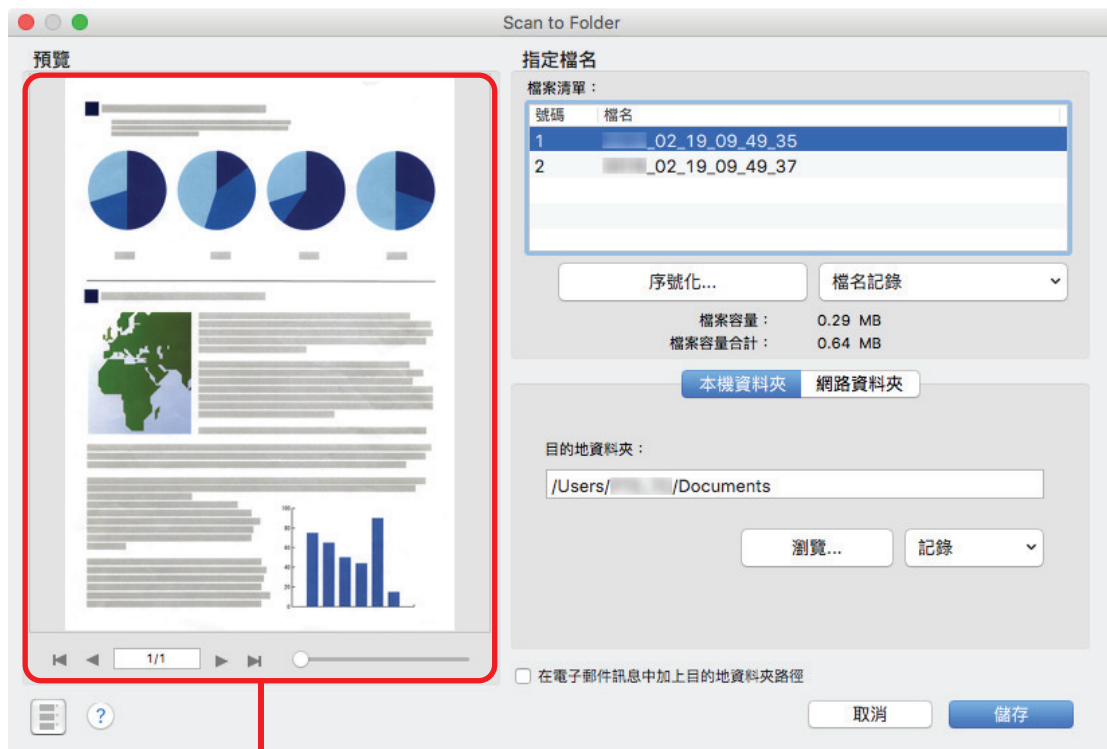 Scan to Folder
預覽
1/1
?
指定檔名
檔案清單：
號碼 檔名
1 _02_19_09_49_35
2 _02_19_09_49_37
序號化... 檔名記錄
檔案容量： 0.29 MB
檔案容量合計： 0.64 MB
本機資料夾 網路資料夾
目的地資料夾：
/Users/ /Documents
瀏覽... 記錄
在電子郵件訊息中加上目的地資料夾路徑
取消 儲存